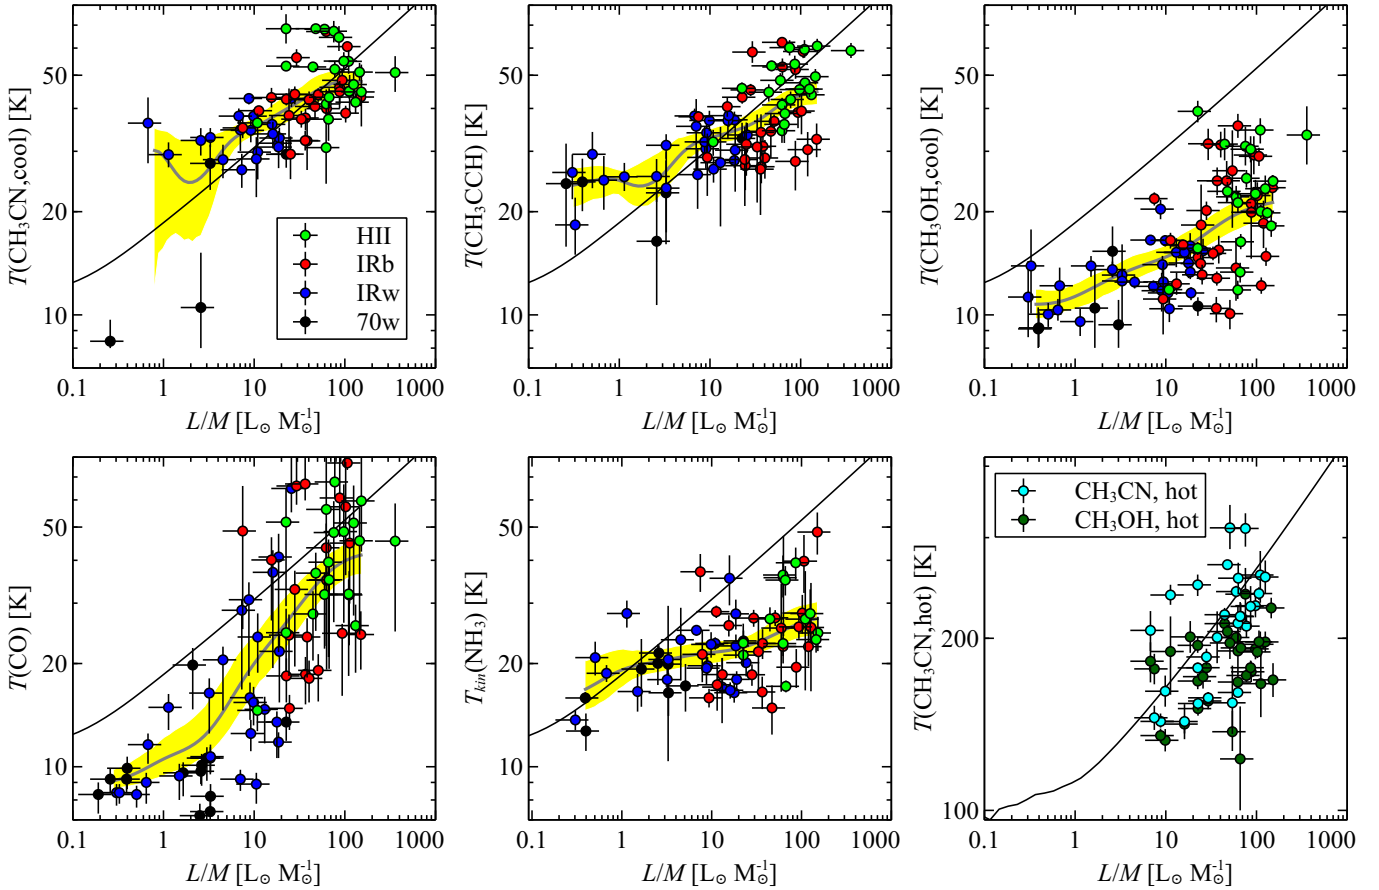 T(CH₃CN,cool) [K]
50
20
10
0.1 1 10 100 1000
L/M [L☉ M☉⁻¹]
HII
IRb
IRw
70w
T(CH₃CCH) [K]
50
20
10
0.1 1 10 100 1000
L/M [L☉ M☉⁻¹]
T(CH₃OH,cool) [K]
50
20
10
0.1 1 10 100 1000
L/M [L☉ M☉⁻¹]
T(CO) [K]
50
20
10
0.1 1 10 100 1000
L/M [L☉ M☉⁻¹]
T_kin(NH₃) [K]
50
20
10
0.1 1 10 100 1000
L/M [L☉ M☉⁻¹]
T(CH₃CN,hot) [K]
200
100
0.1 1 10 100 1000
L/M [L☉ M☉⁻¹]
CH₃CN, hot
CH₃OH, hot